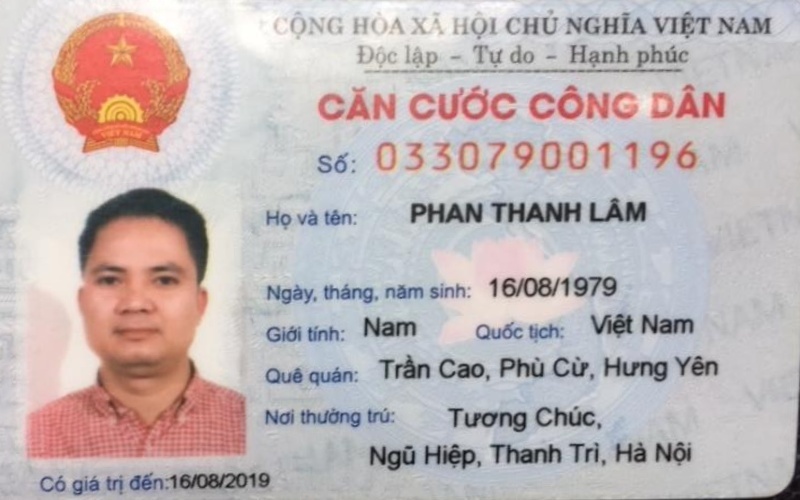 CỘNG HÒA XÃ HỘI CHỦ NGHĨA VIỆT NAM
Độc lập - Tự do - Hạnh phúc
CĂN CƯỚC CÔNG DÂN
Số: 033079001196
Họ và tên: PHAN THANH LÂM
Ngày, tháng, năm sinh: 16/08/1979
Giới tính: Nam Quốc tịch: Việt Nam
Quê quán: Trần Cao, Phù Cừ, Hưng Yên
Nơi thường trú: Tương Chúc,
Ngũ Hiệp, Thanh Trì, Hà Nội
Có giá trị đến: 16/08/2019